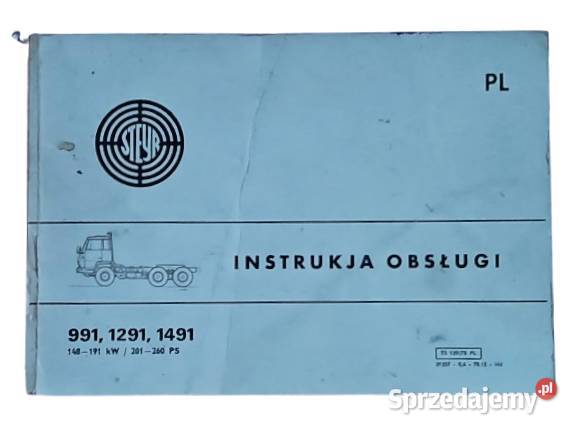 PL
STEYR
INSTRUKJA OBSŁUGI
991, 1291, 1491
148–191 kW / 201–260 PS
Sprzedajemy.pl